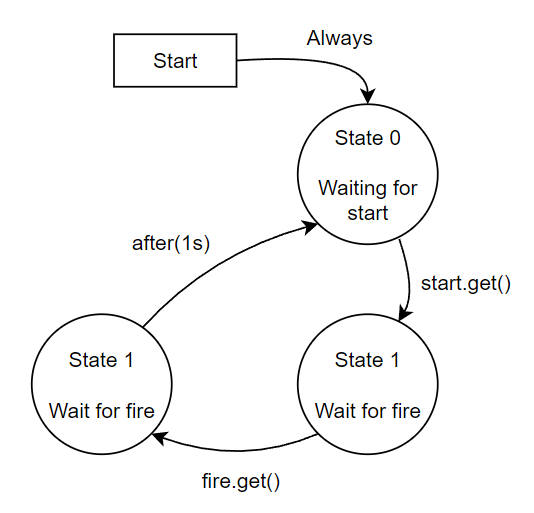 Always
Start
State 0
Waiting for
start
after(1s)
start.get()
State 1
Wait for fire
State 1
Wait for fire
fire.get()